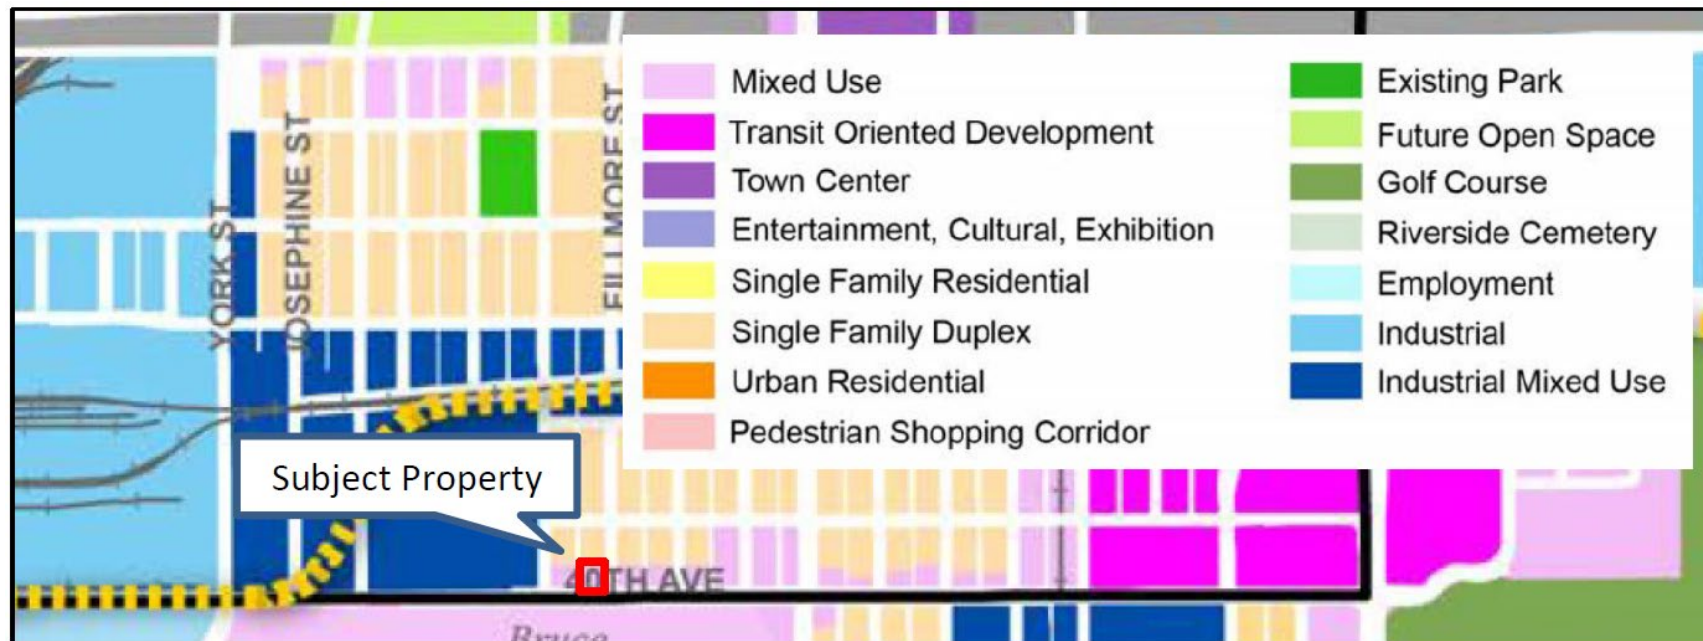 Mixed Use
Transit Oriented Development
Town Center
Entertainment, Cultural, Exhibition
Single Family Residential
Single Family Duplex
Urban Residential
Pedestrian Shopping Corridor
Existing Park
Future Open Space
Golf Course
Riverside Cemetery
Employment
Industrial
Industrial Mixed Use
YORK ST
JOSEPHINE ST
FILLMORE ST
Subject Property
40TH AVE
Bruce